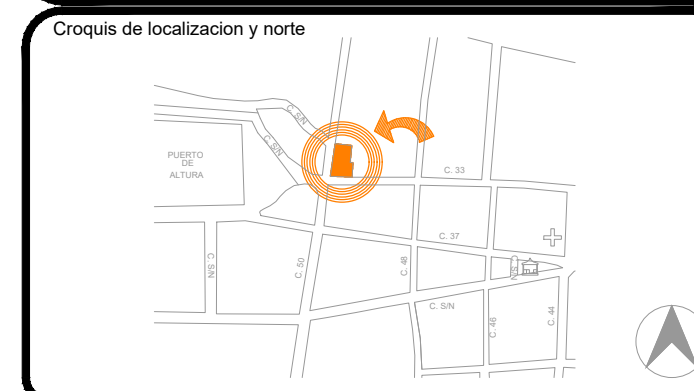 Croquis de localizacion y norte
C. S/N
C. S/N
PUERTO
DE
ALTURA
C. 33
C. 37
C. S/N
C. 50
C. 48
C. S/N
C. S/N
C. 46
C. 44